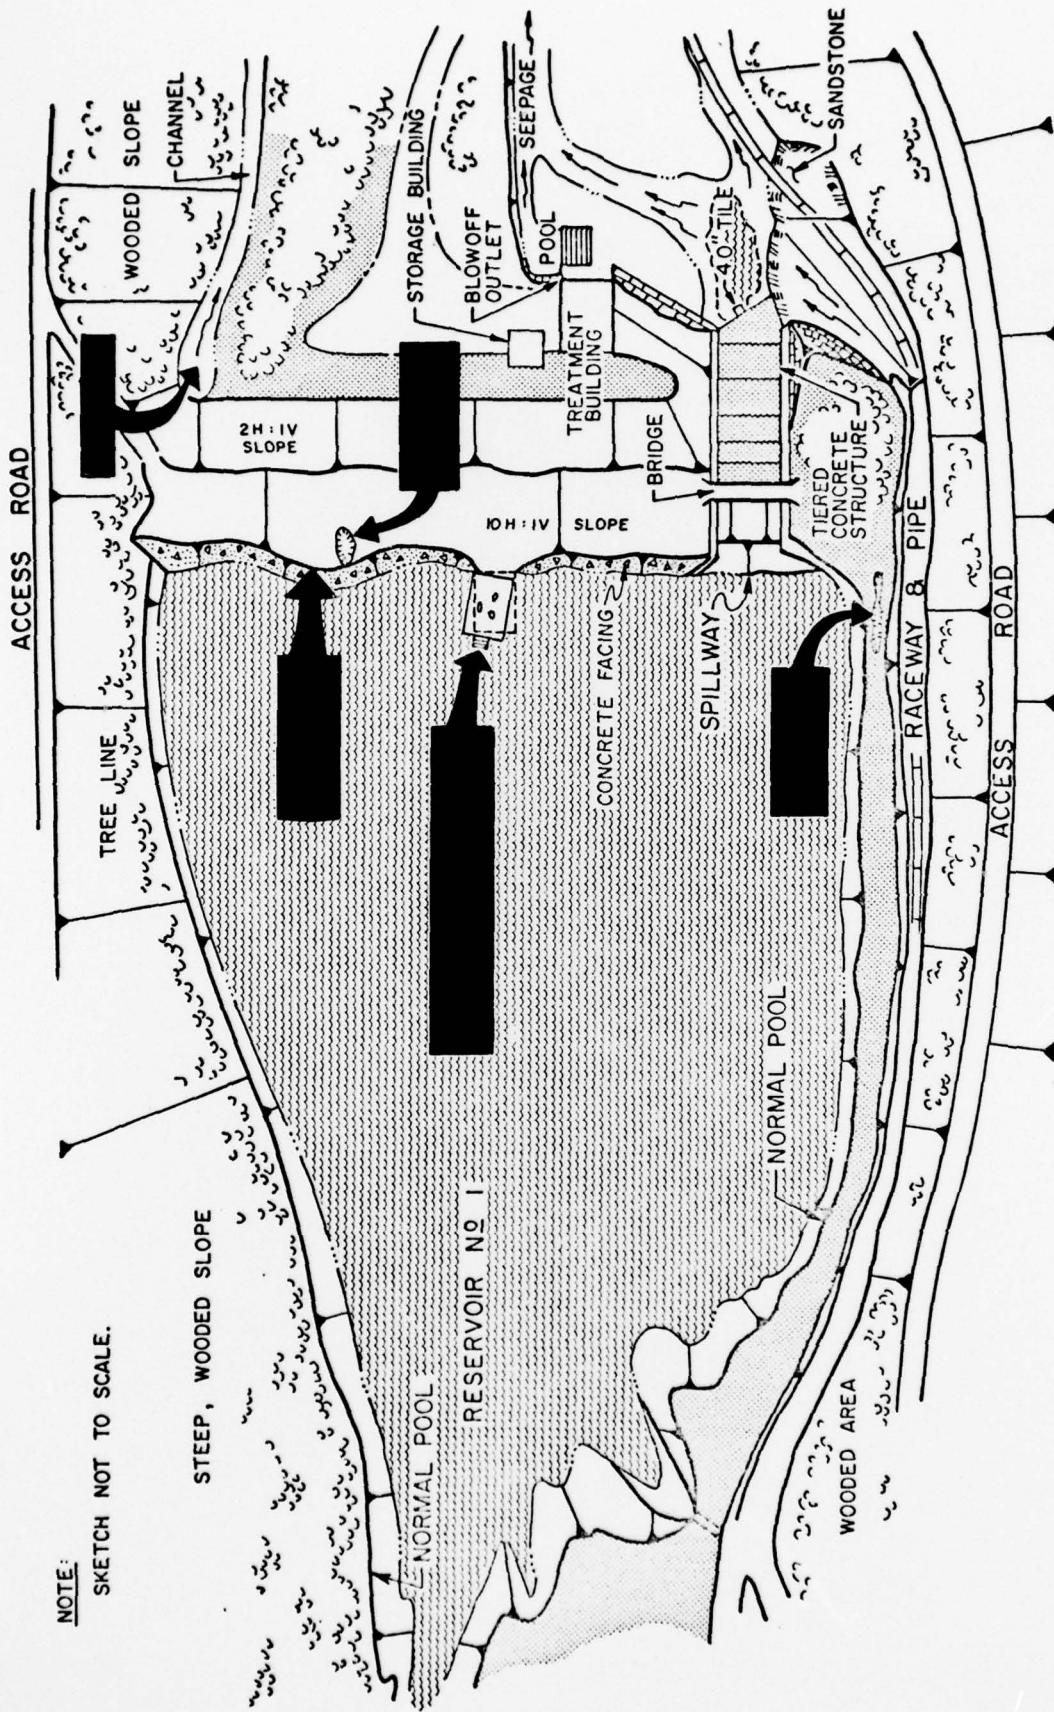 NOTE:
SKETCH NOT TO SCALE.
STEEP, WOODED SLOPE
NORMAL POOL
RESERVOIR Nº 1
WOODED AREA
NORMAL POOL
TREE LINE
ACCESS ROAD
CONCRETE FACING
SPILLWAY
RACEWAY & PIPE
ACCESS ROAD
2H:1V
SLOPE
10H:1V SLOPE
BRIDGE
TIERED
CONCRETE
STRUCTURE
TREATMENT
BUILDING
STORAGE BUILDING
BLOWOFF
OUTLET
POOL
4.0" TILE
WOODED SLOPE
CHANNEL
SEEPAGE
SANDSTONE